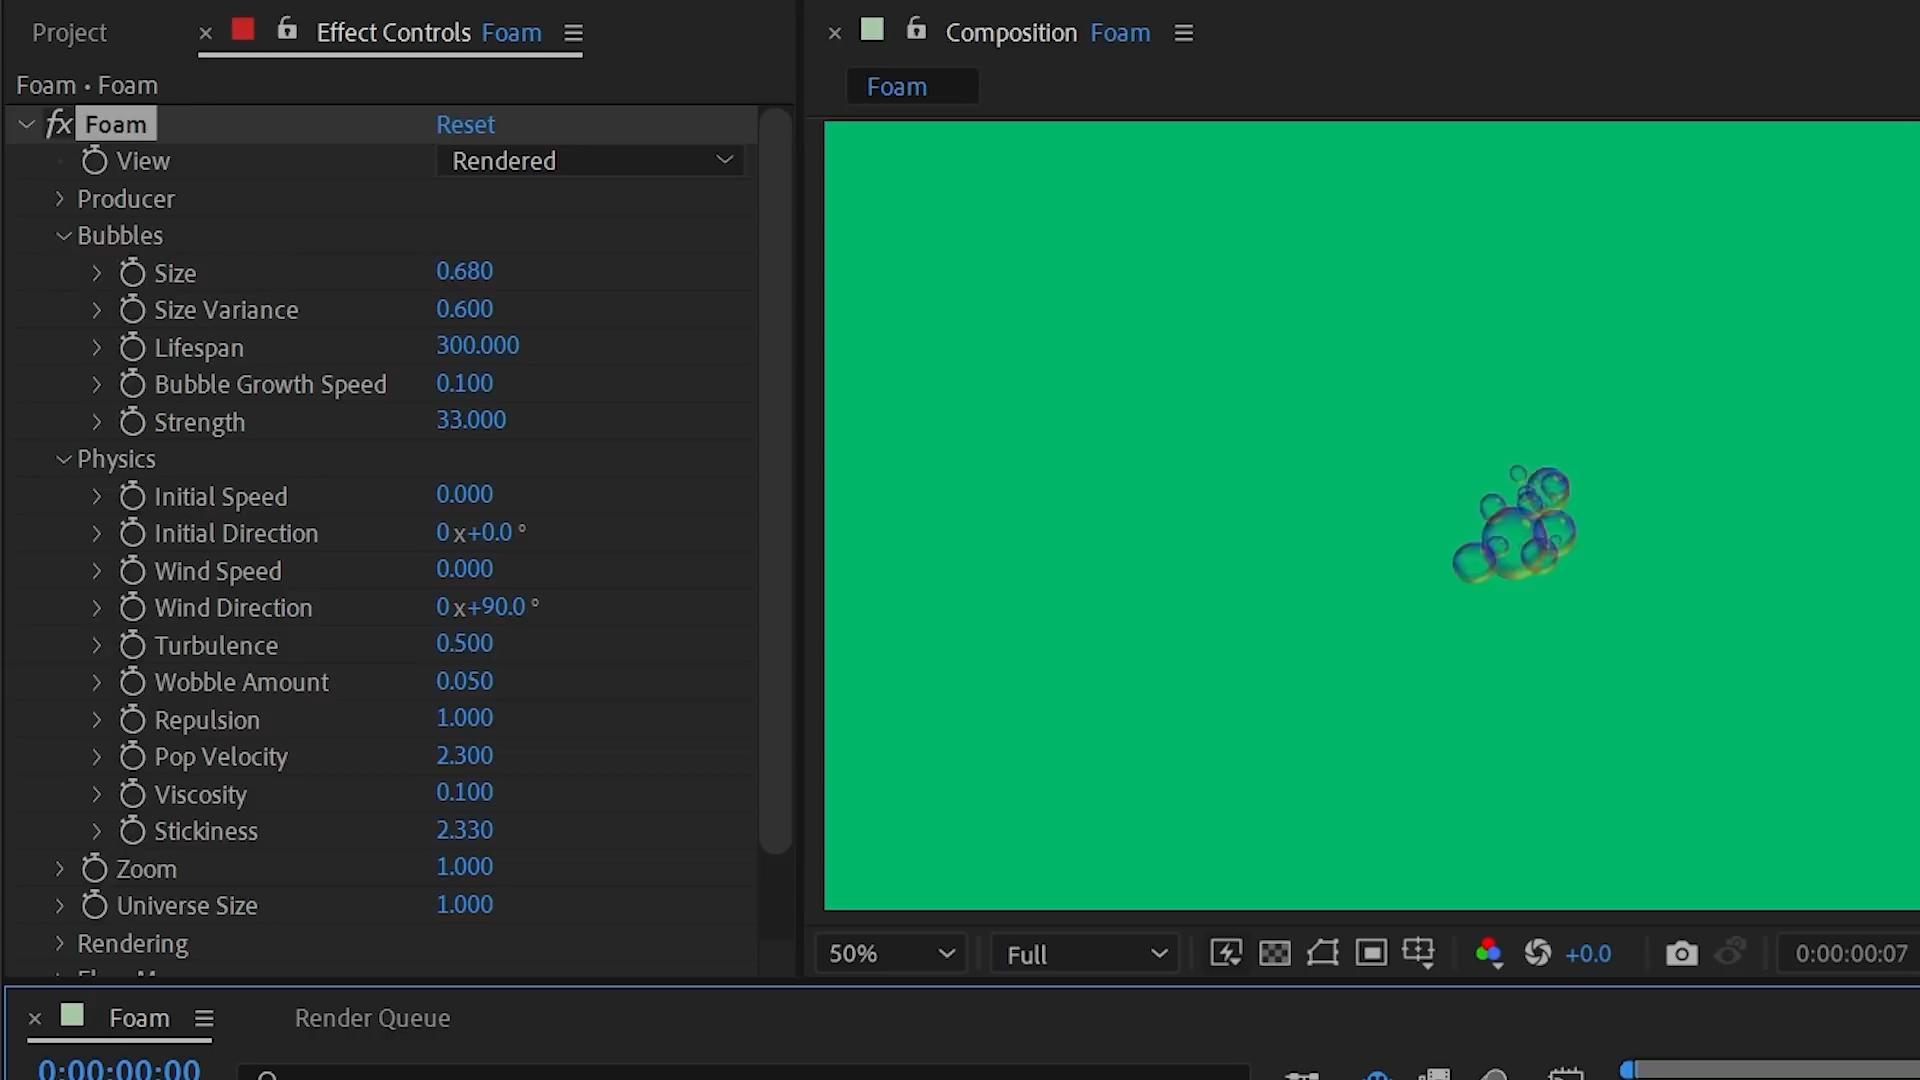 Project
× Effect Controls Foam
Foam • Foam
fx Foam Reset
View Rendered
Producer
Bubbles
Size 0.680
Size Variance 0.600
Lifespan 300.000
Bubble Growth Speed 0.100
Strength 33.000
Physics
Initial Speed 0.000
Initial Direction 0 x+0.0 °
Wind Speed 0.000
Wind Direction 0 x+90.0 °
Turbulence 0.500
Wobble Amount 0.050
Repulsion 1.000
Pop Velocity 2.300
Viscosity 0.100
Stickiness 2.330
Zoom 1.000
Universe Size 1.000
Rendering
× Composition Foam
Foam
50% Full +0.0 0:00:00:07
× Foam Render Queue
0:00:00:00